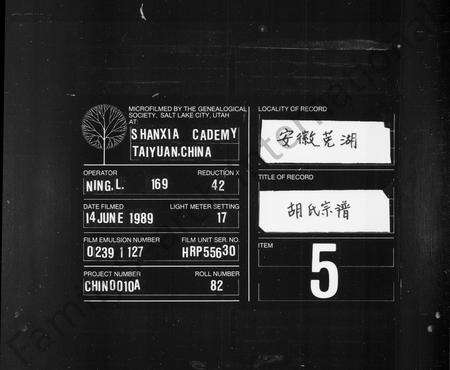 MICROFILMED BY THE GENEALOGICAL
SOCIETY, SALT LAKE CITY, UTAH
AT:
SHANXIA CADEMY
TAIYUAN.CHINA
OPERATOR REDUCTION X
NING.L. 169 42
DATE FILMED LIGHT METER SETTING
14 JUNE 1989 17
FILM EMULSION NUMBER FILM UNIT SER. NO.
0239 1 127 HRP55630
PROJECT NUMBER ROLL NUMBER
CHIN0010A 82
LOCALITY OF RECORD
安徽芜湖
TITLE OF RECORD
胡氏宗谱
ITEM
5